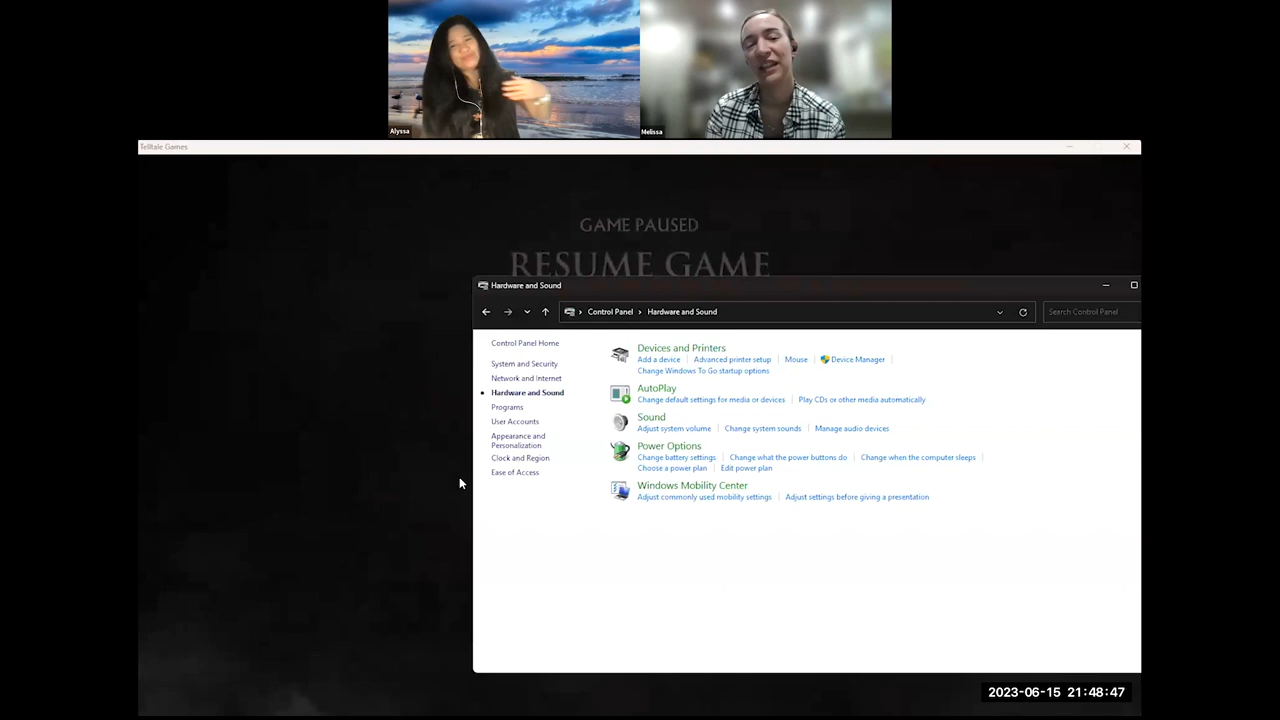 Alyssa
Melissa
Telltale Games
GAME PAUSED
RESUME GAME
Hardware and Sound
Control Panel > Hardware and Sound
Search Control Panel
Control Panel Home
System and Security
Network and Internet
Hardware and Sound
Programs
User Accounts
Appearance and
Personalization
Clock and Region
Ease of Access
Devices and Printers
Add a device | Advanced printer setup | Mouse | Device Manager |
Change Windows To Go startup options
AutoPlay
Change default settings for media or devices | Play CDs or other media automatically
Sound
Adjust system volume | Change system sounds | Manage audio devices
Power Options
Change battery settings | Change what the power buttons do | Change when the computer sleeps |
Choose a power plan | Edit power plan
Windows Mobility Center
Adjust commonly used mobility settings | Adjust settings before giving a presentation
2023-06-15 21:48:47